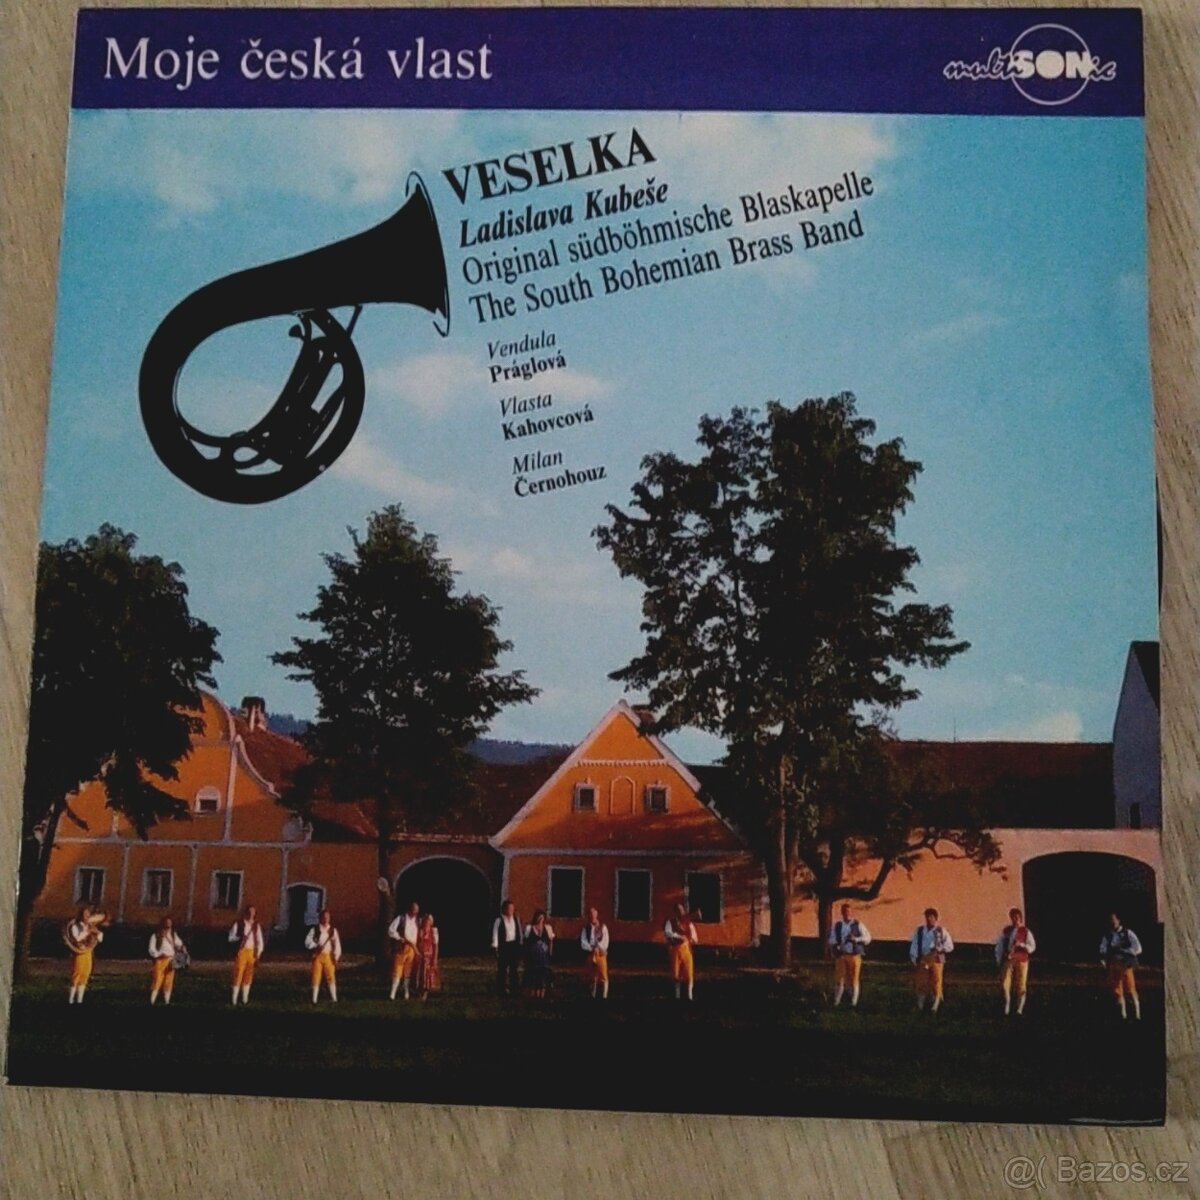 Moje česká vlast
multiSONic
VESELKA
Ladislava Kubeše
Original südböhmische Blaskapelle
The South Bohemian Brass Band
Vendula
Práglová
Vlasta
Kahovcová
Milan
Černohouz
@( Bazos.cz